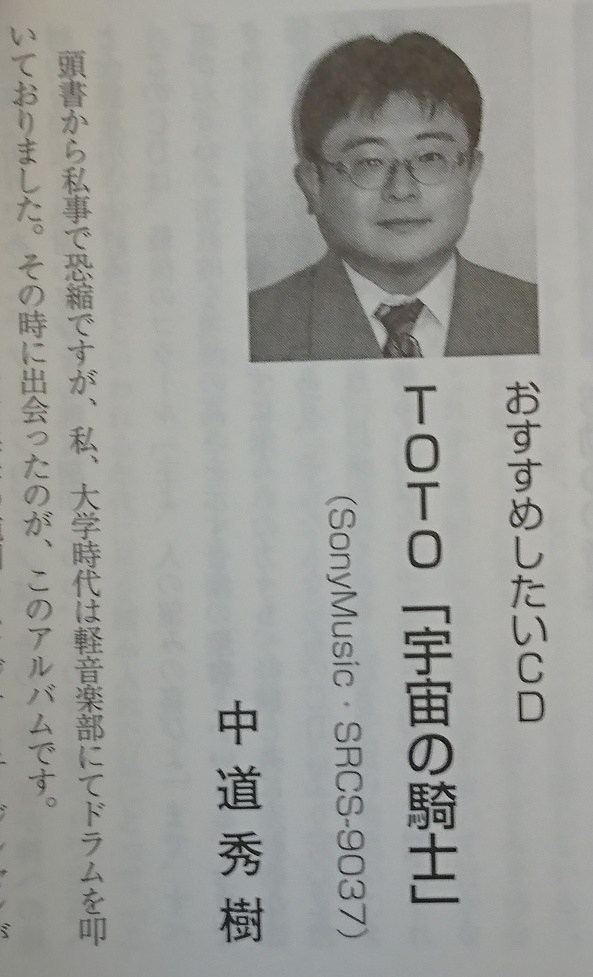 おすすめしたいCD
TOTO「宇宙の騎士」
(SonyMusic・SRCS-9037)
中道秀樹
頭書から私事で恐縮ですが、私、大学時代は軽音楽部にてドラムを叩
いておりました。その時に出会ったのが、このアルバムです。